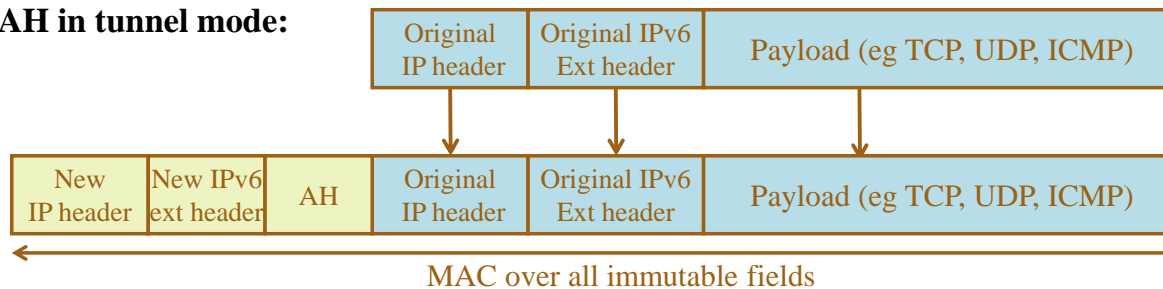 AH in tunnel mode:
Original
IP header
Original IPv6
Ext header
Payload (eg TCP, UDP, ICMP)
New
IP header
New IPv6
ext header
AH
Original
IP header
Original IPv6
Ext header
Payload (eg TCP, UDP, ICMP)
MAC over all immutable fields